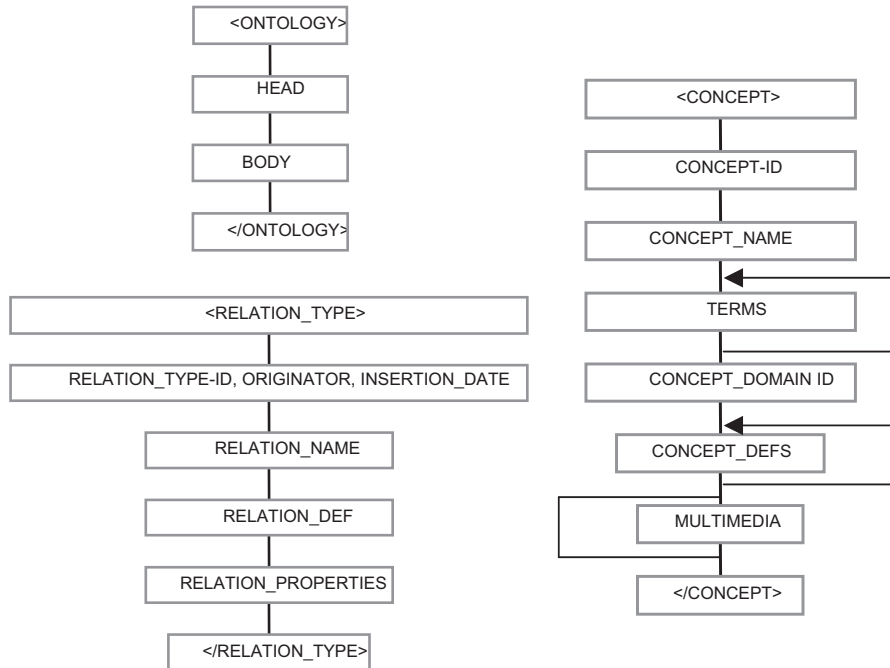 <ONTOLOGY>
HEAD
BODY
</ONTOLOGY>
<RELATION_TYPE>
RELATION_TYPE-ID, ORIGINATOR, INSERTION_DATE
RELATION_NAME
RELATION_DEF
RELATION_PROPERTIES
</RELATION_TYPE>
<CONCEPT>
CONCEPT-ID
CONCEPT_NAME
TERMS
CONCEPT_DOMAIN ID
CONCEPT_DEFS
MULTIMEDIA
</CONCEPT>